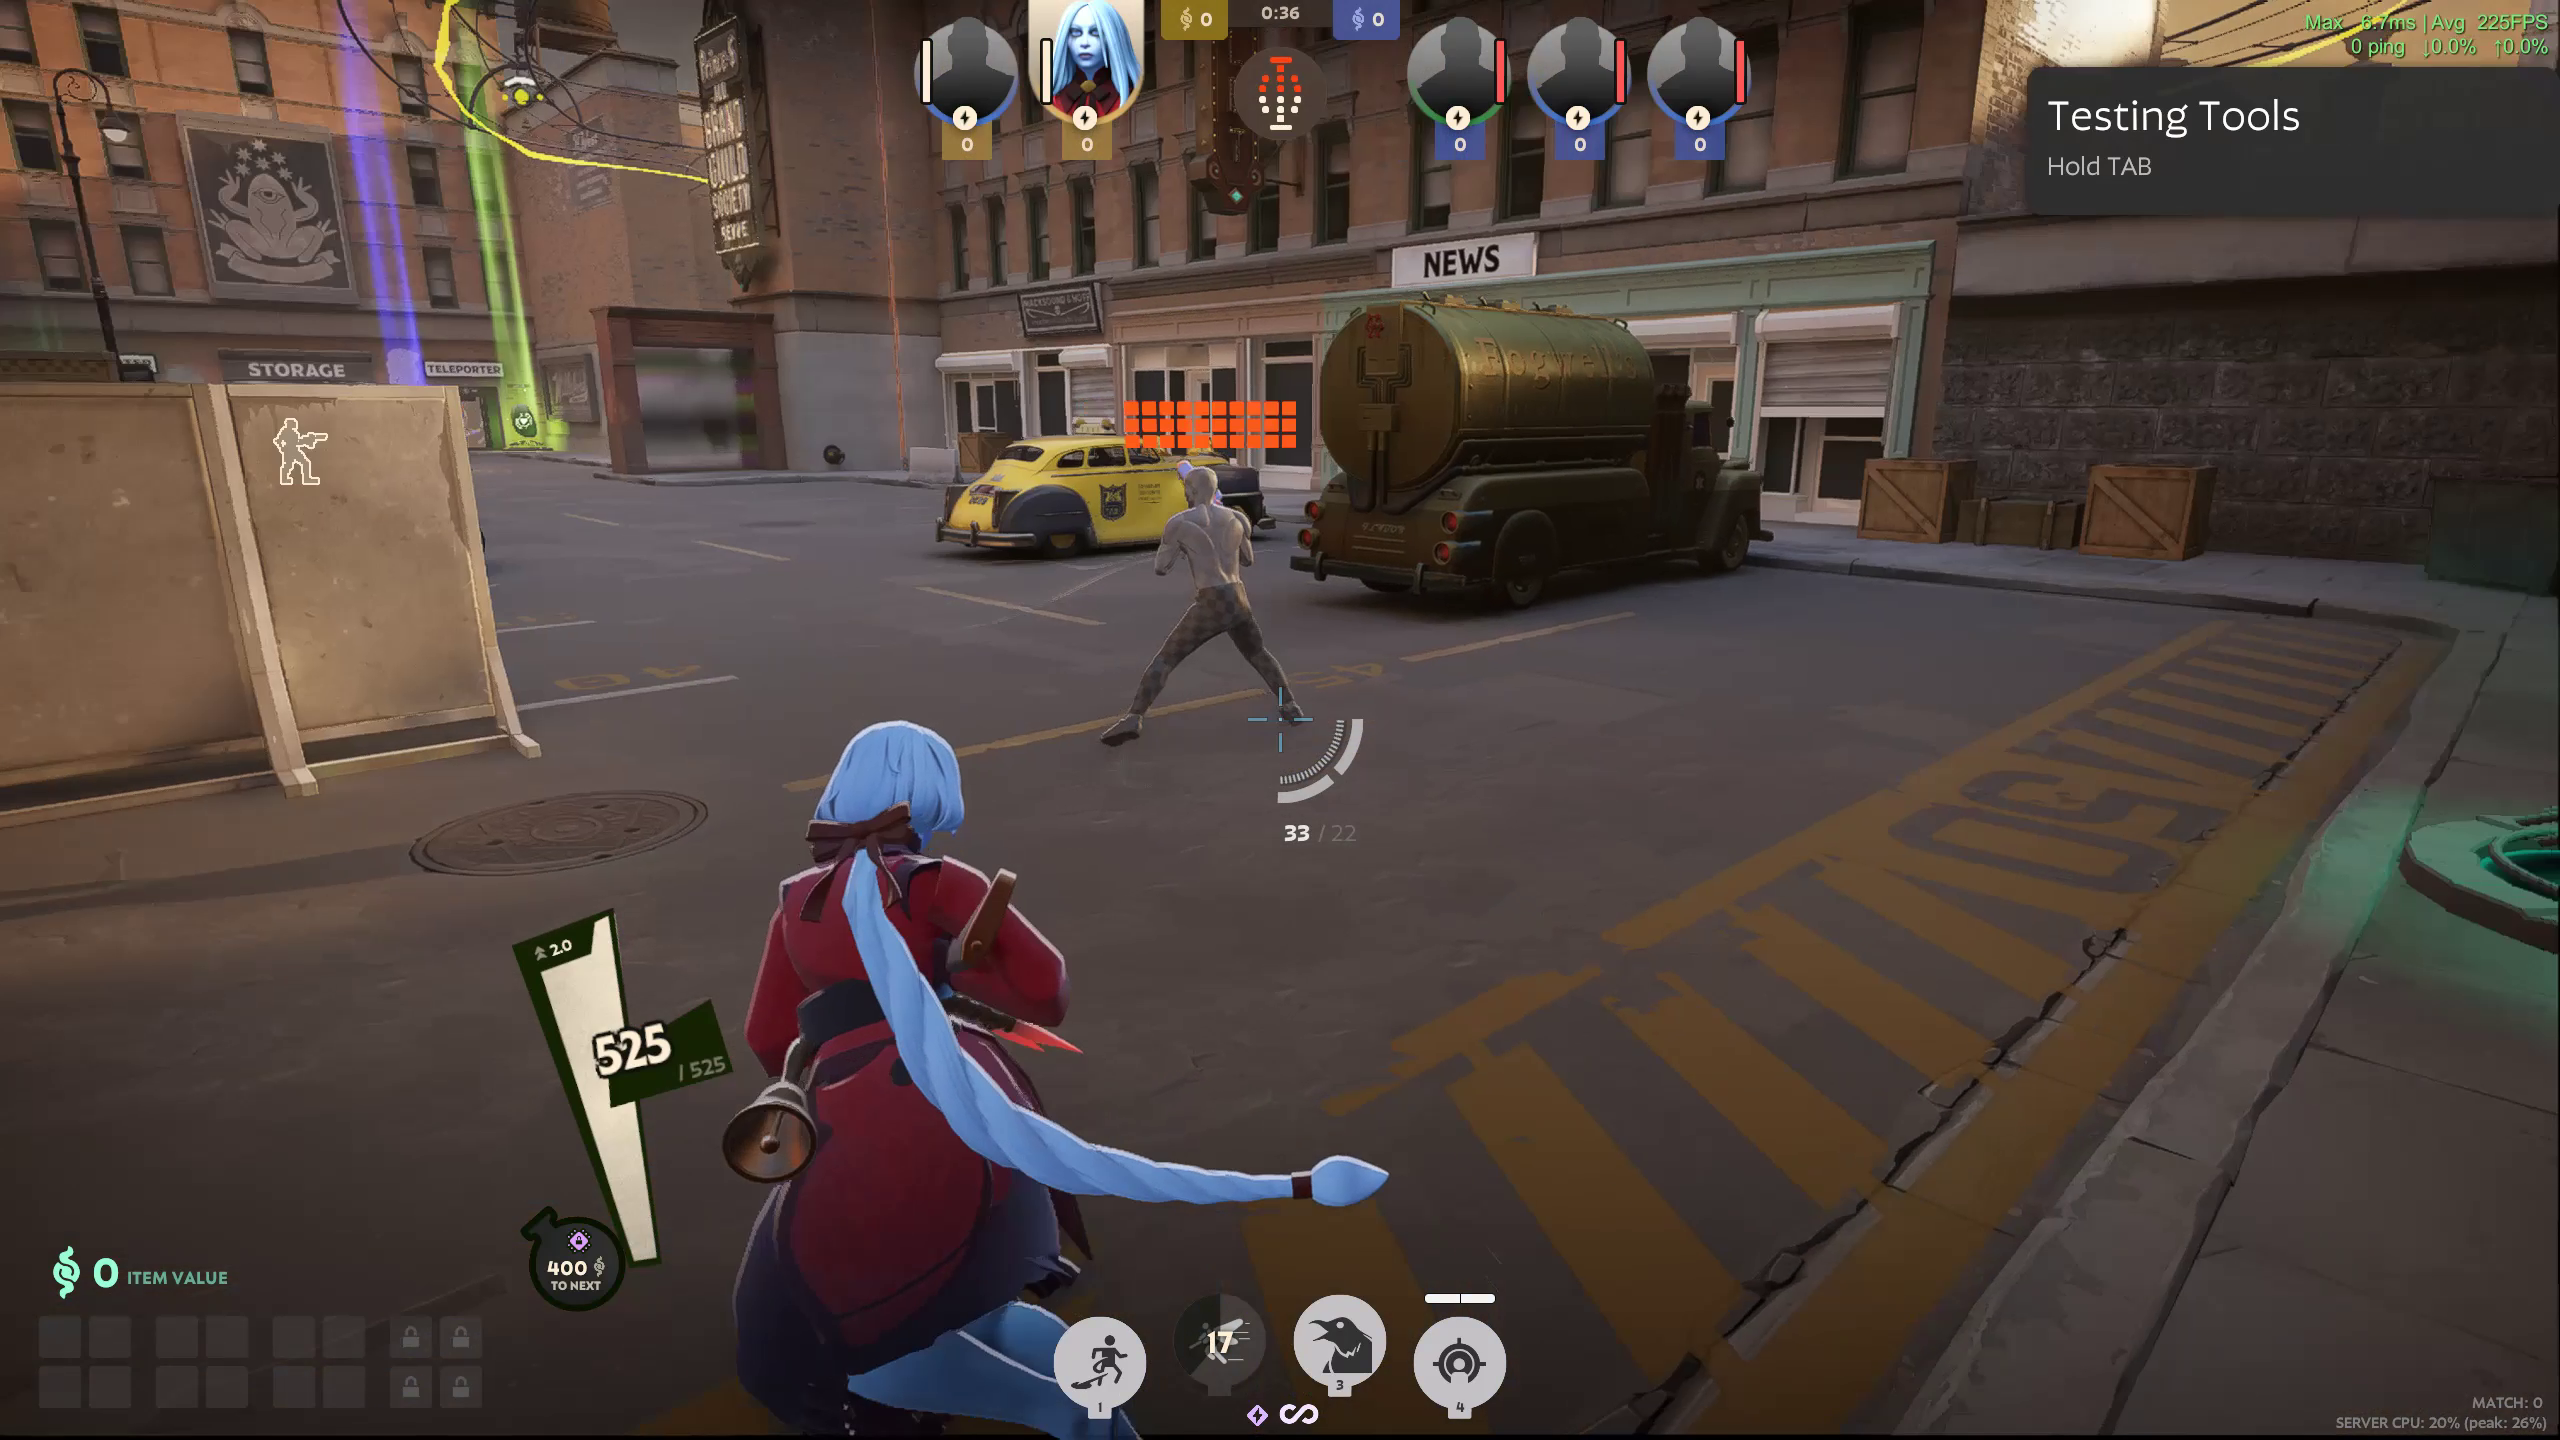 0
0:36
0
Max 6.7ms | Avg 225FPS
0 ping ↓0.0% ↑0.0%
0
0
0
0
0
Testing Tools
Hold TAB
NEWS
STORAGE
TELEPORTER
33 / 22
2.0
525
/ 525
400
TO NEXT
0 ITEM VALUE
1
17
3
4
MATCH: 0
SERVER CPU: 20% (peak: 26%)